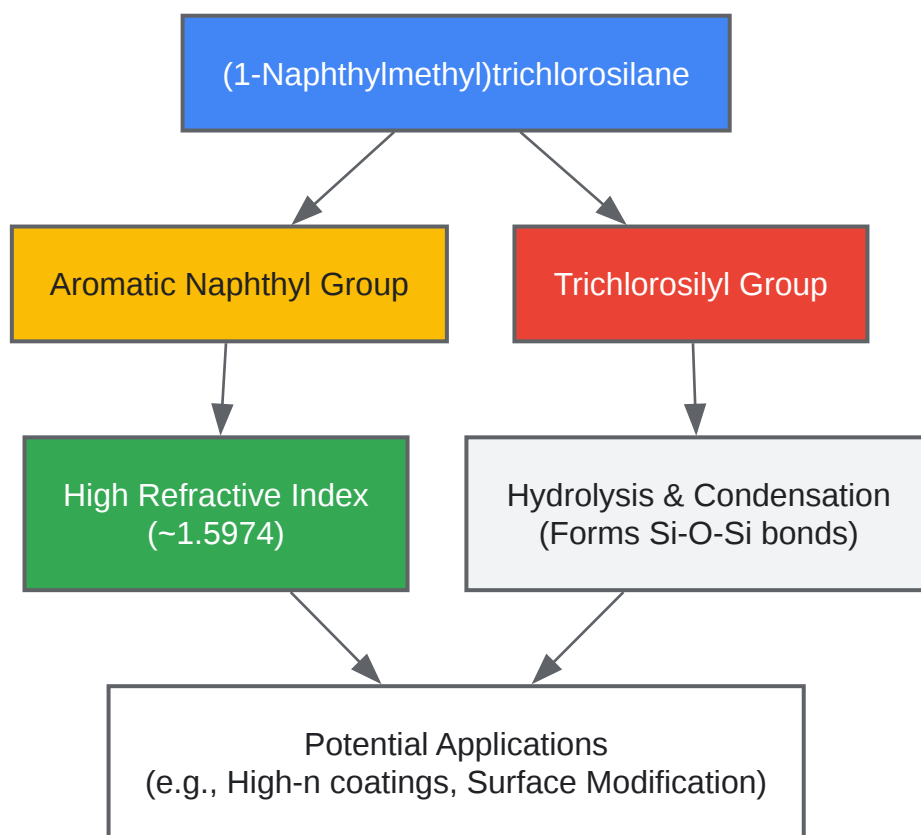 (1-Naphthylmethyl)trichlorosilane
Aromatic Naphthyl Group
Trichlorosilyl Group
High Refractive Index
(~1.5974)
Hydrolysis & Condensation
(Forms Si-O-Si bonds)
Potential Applications
(e.g., High-n coatings, Surface Modification)